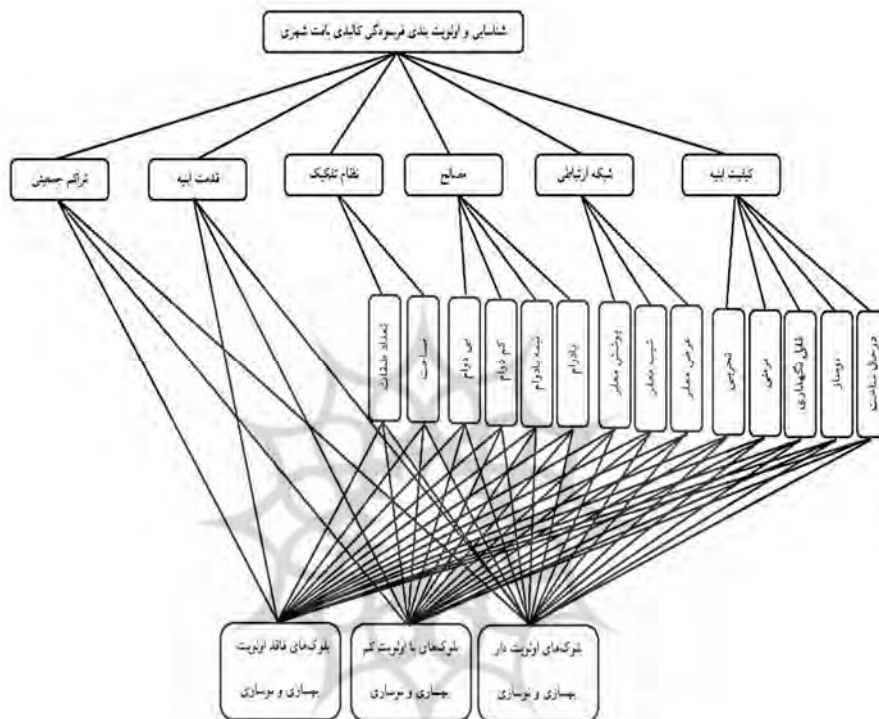 شناسایی و اولویت بندی فرسودگی کالبدی بافت شهری
کیفیت ابنیه
شبکه ارتباطی
مصالح
نظام تفکیک
قدمت ابنیه
تراکم جمعیتی
درحال ساخت
نوساز
قابل نگهداری
مرمتی
تخریبی
عرض معابر
شیب معابر
پوشش معابر
بادوام
نیمه بادوام
کم دوام
بی دوام
مساحت
تعداد طبقات
بلوک‌های اولویت دار
بهسازی و نوسازی
بلوک‌های با اولویت کم
بهسازی و نوسازی
بلوک‌های فاقد اولویت
بهسازی و نوسازی